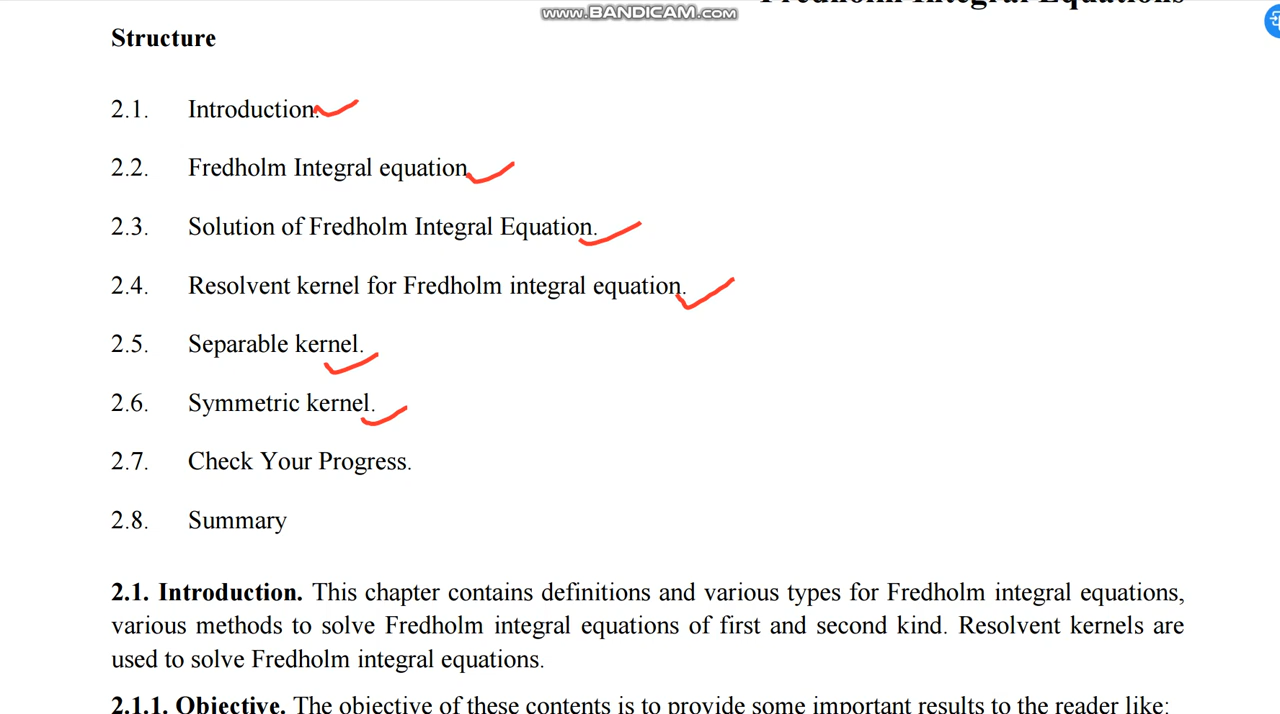 www.BANDICAM.com
Fredholm Integral Equations
Structure
2.1. Introduction.
2.2. Fredholm Integral equation.
2.3. Solution of Fredholm Integral Equation.
2.4. Resolvent kernel for Fredholm integral equation.
2.5. Separable kernel.
2.6. Symmetric kernel.
2.7. Check Your Progress.
2.8. Summary
2.1. Introduction. This chapter contains definitions and various types for Fredholm integral equations,
various methods to solve Fredholm integral equations of first and second kind. Resolvent kernels are
used to solve Fredholm integral equations.
2.1.1. Objective. The objective of these contents is to provide some important results to the reader like: